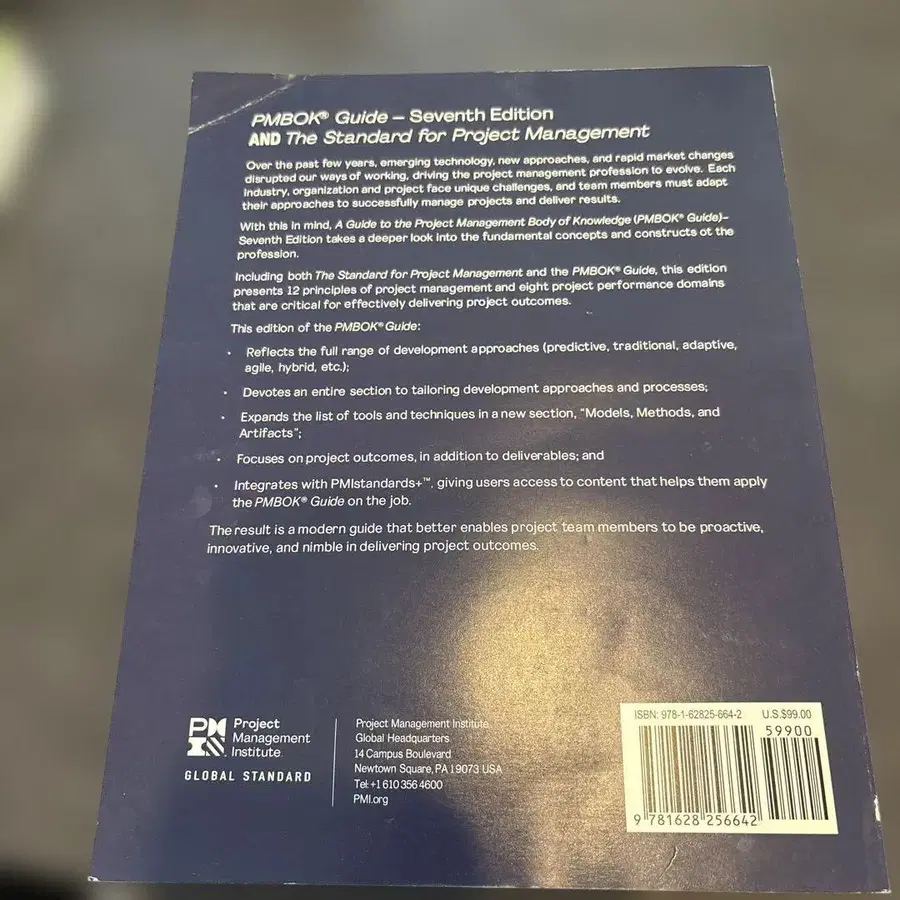 PMBOK® Guide – Seventh Edition
AND The Standard for Project Management
Over the past few years, emerging technology, new approaches, and rapid market changes
disrupted our ways of working, driving the project management profession to evolve. Each
industry, organization and project face unique challenges, and team members must adapt
their approaches to successfully manage projects and deliver results.
With this in mind, A Guide to the Project Management Body of Knowledge (PMBOK® Guide)–
Seventh Edition takes a deeper look into the fundamental concepts and constructs of the
profession.
Including both The Standard for Project Management and the PMBOK® Guide, this edition
presents 12 principles of project management and eight project performance domains
that are critical for effectively delivering project outcomes.
This edition of the PMBOK® Guide:
• Reflects the full range of development approaches (predictive, traditional, adaptive,
agile, hybrid, etc.);
• Devotes an entire section to tailoring development approaches and processes;
• Expands the list of tools and techniques in a new section, "Models, Methods, and
Artifacts";
• Focuses on project outcomes, in addition to deliverables; and
• Integrates with PMIstandards+™, giving users access to content that helps them apply
the PMBOK® Guide on the job.
The result is a modern guide that better enables project team members to be proactive,
innovative, and nimble in delivering project outcomes.
Project
Management
Institute.
GLOBAL STANDARD
Project Management Institute
Global Headquarters
14 Campus Boulevard
Newtown Square, PA 19073 USA
Tel: +1 610 356 4600
PMI.org
ISBN: 978-1-62825-664-2 U.S.$99.00
59900
9 781628 256642